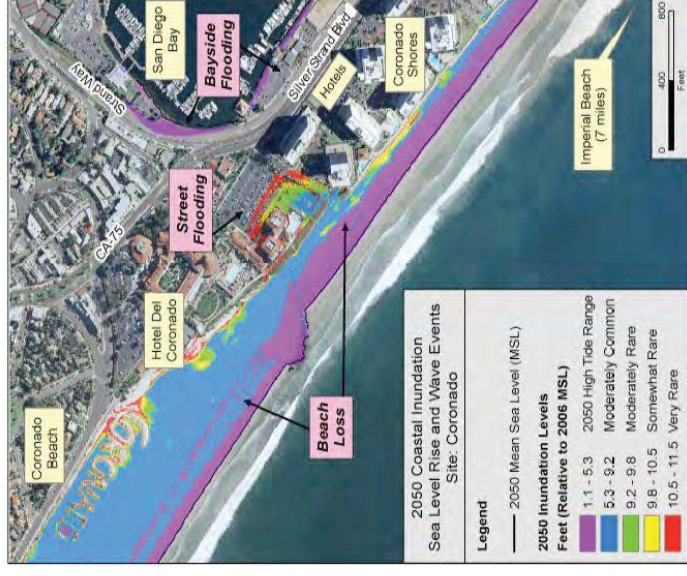 San Diego
Bay
Bayside
Flooding
Strand Way
Silver Strand Blvd
Hotels
Coronado
Shores
CA-75
Street
Flooding
Hotel Del
Coronado
Coronado
Beach
CORONADO
Beach
Loss
Imperial Beach
(7 miles)
0 400 800
Feet
2050 Coastal Inundation
Sea Level Rise and Wave Events
Site: Coronado
Legend
2050 Mean Sea Level (MSL)
2050 Inundation Levels
Feet (Relative to 2006 MSL)
1.1 - 5.3 2050 High Tide Range
5.3 - 9.2 Moderately Common
9.2 - 9.8 Moderately Rare
9.8 - 10.5 Somewhat Rare
10.5 - 11.5 Very Rare